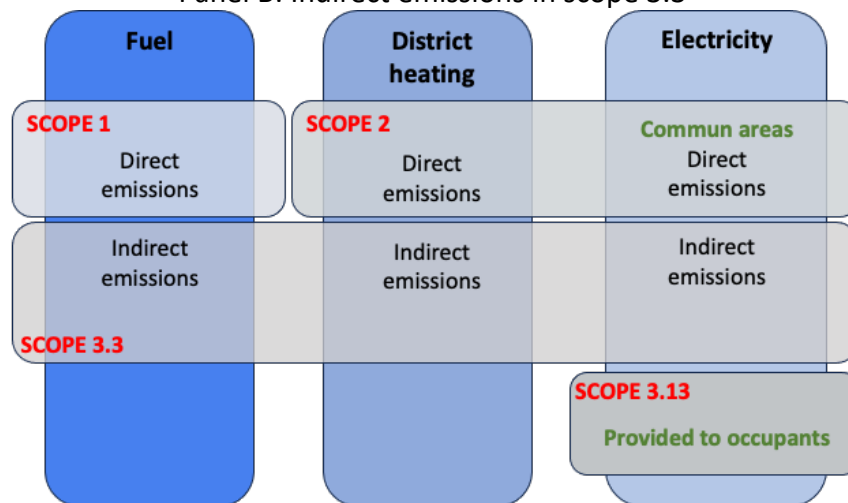 Panel B: Indirect emissions in scope 3.3
Fuel
District
heating
Electricity
SCOPE 1
Direct
emissions
SCOPE 2
Direct
emissions
Commun areas
Direct
emissions
Indirect
emissions
Indirect
emissions
Indirect
emissions
SCOPE 3.3
SCOPE 3.13
Provided to occupants